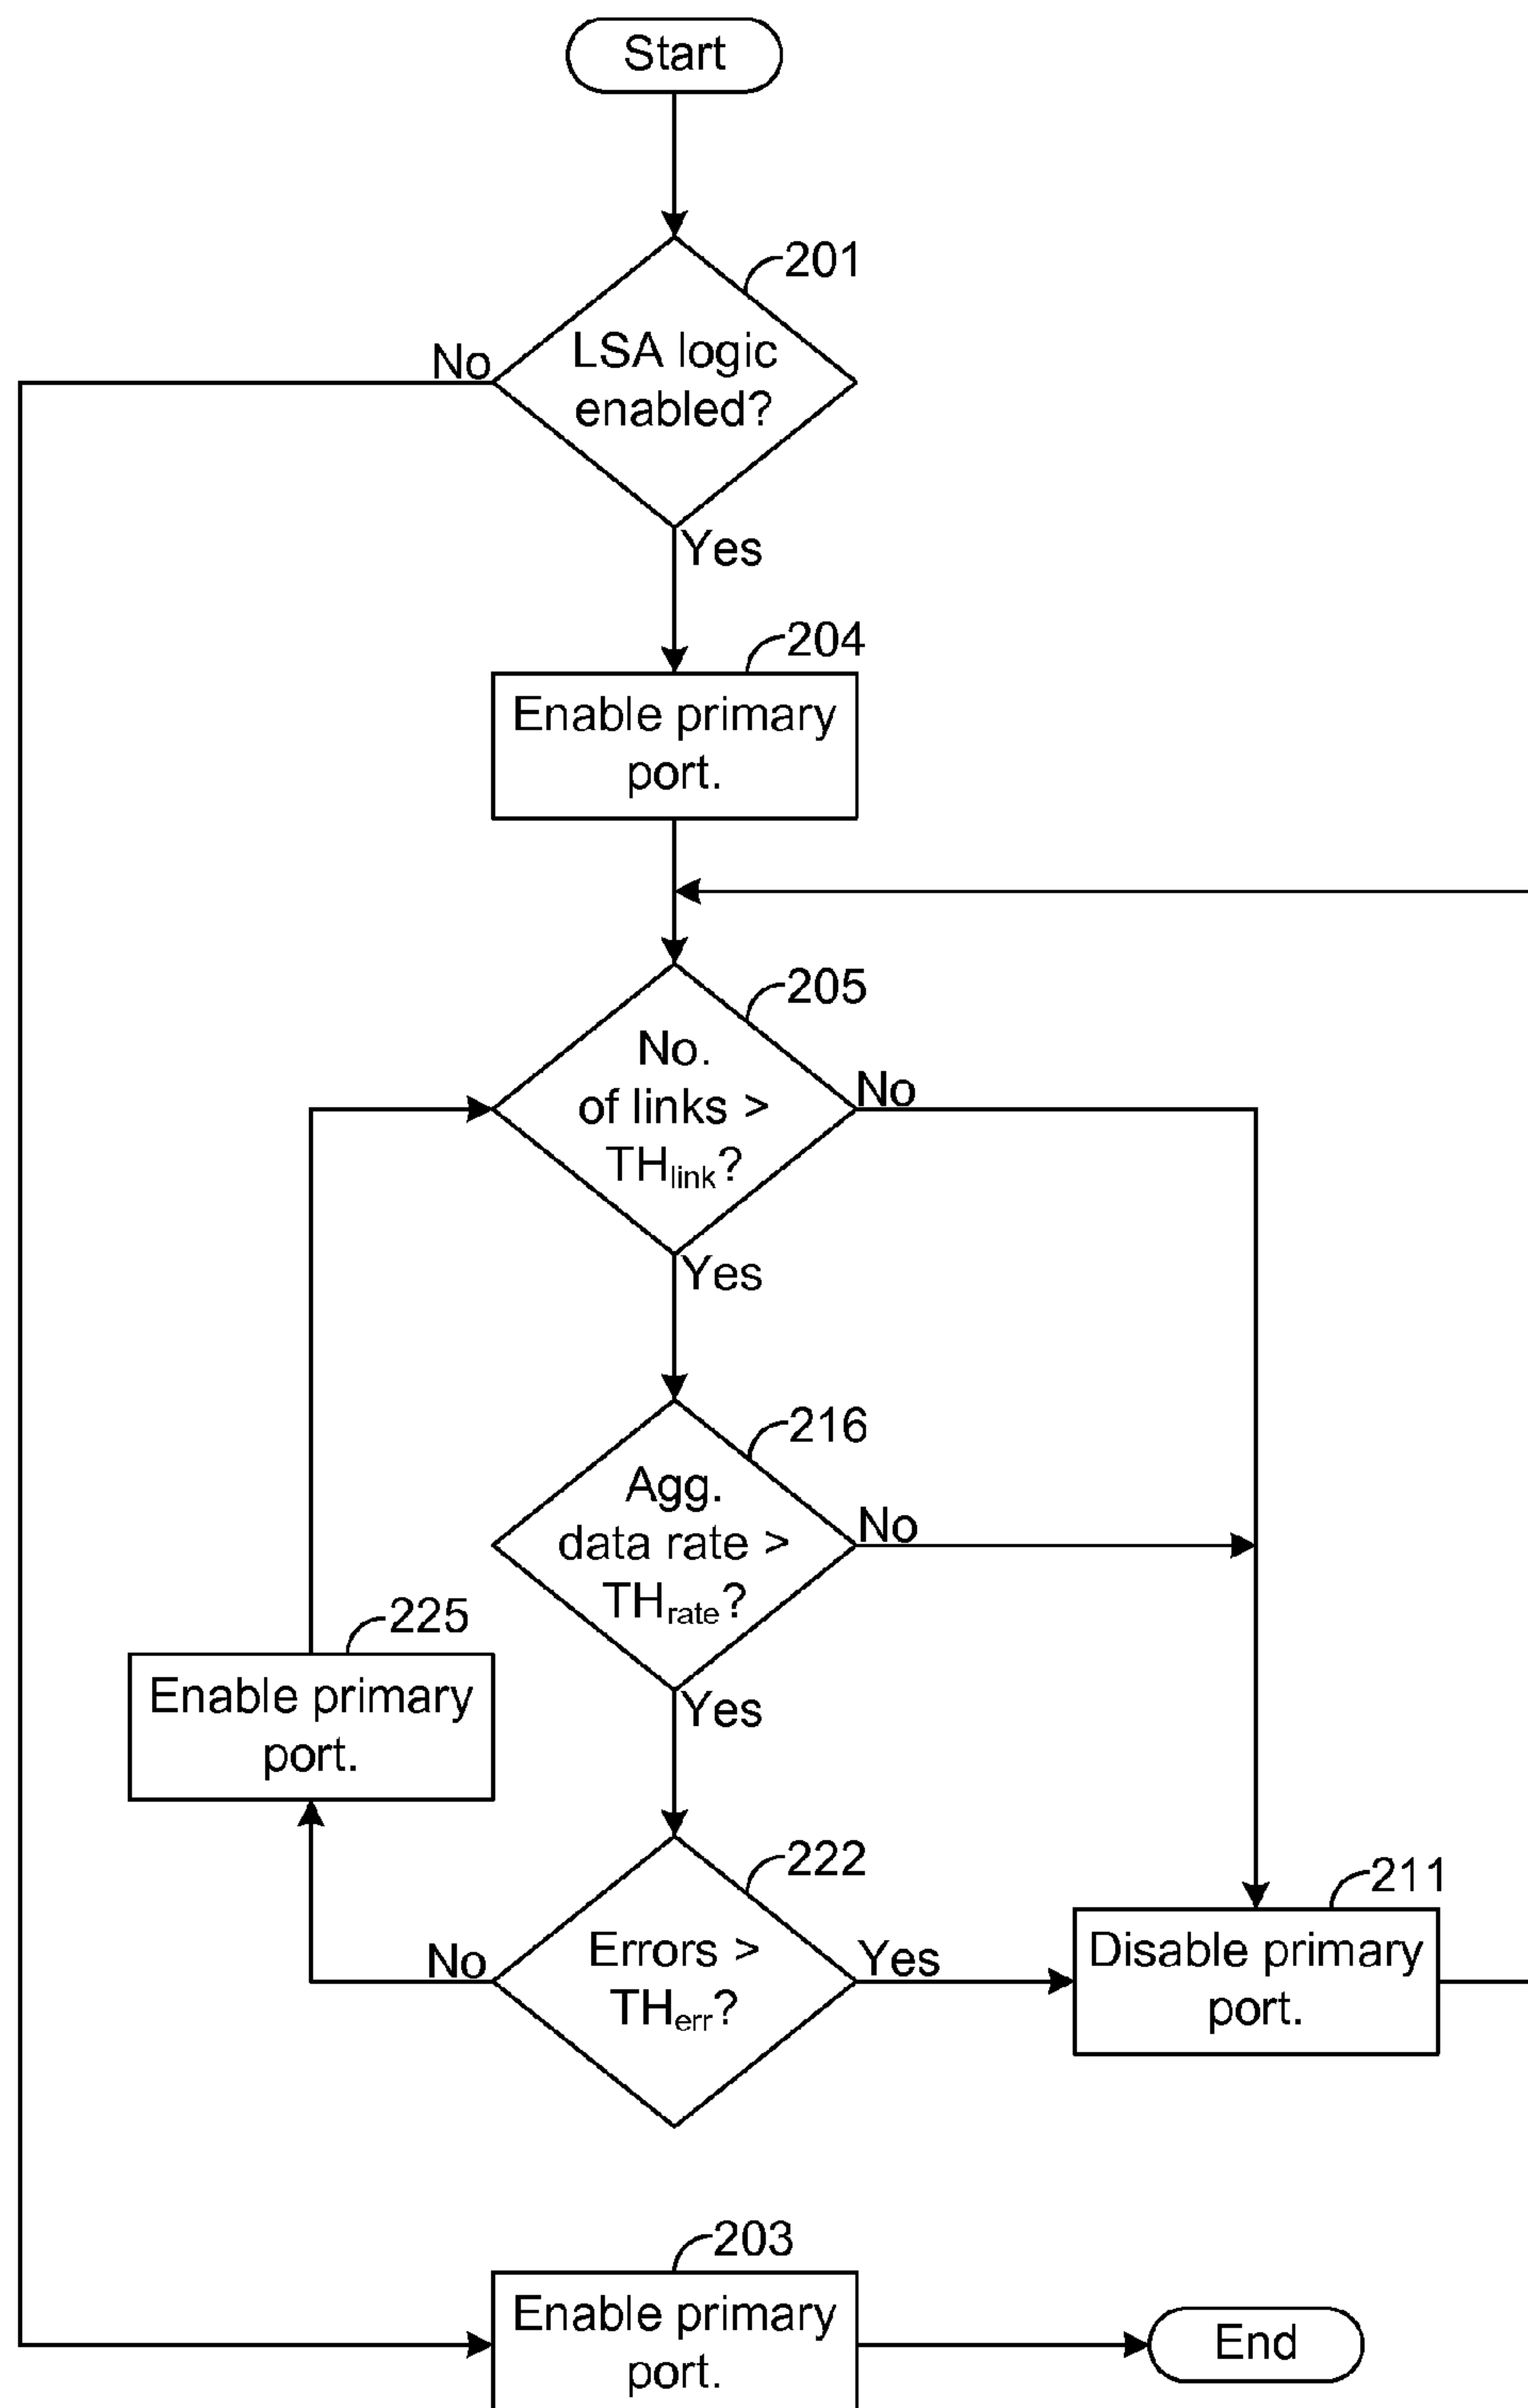 Start
201
LSA logic
enabled?
No
Yes
204
Enable primary
port.
205
No.
of links >
THlink?
No
Yes
216
Agg.
data rate >
THrate?
No
Yes
225
Enable primary
port.
222
Errors >
THerr?
No
Yes
211
Disable primary
port.
203
Enable primary
port.
End